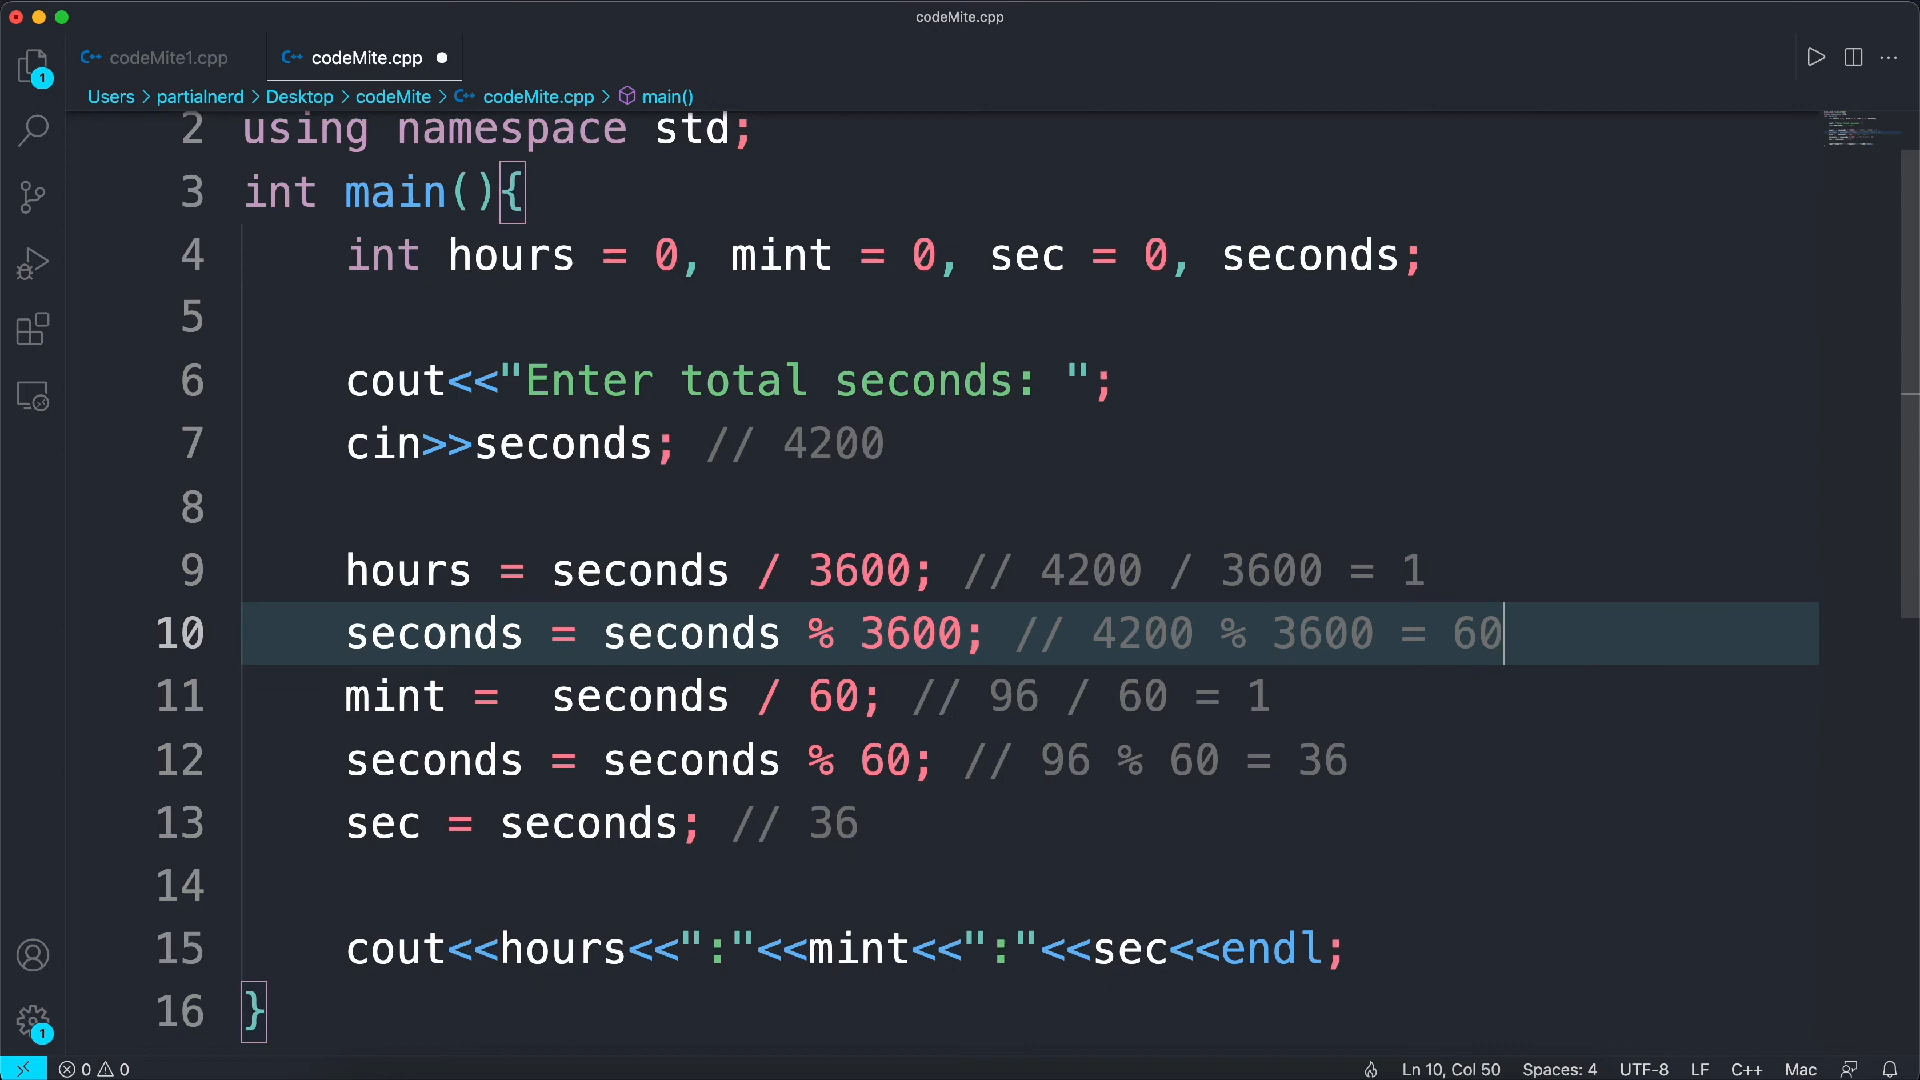 codeMite.cpp
codeMite1.cpp
codeMite.cpp
Users > partialnerd > Desktop > codeMite > codeMite.cpp > main()
2 using namespace std;
3 int main(){
4 int hours = 0, mint = 0, sec = 0, seconds;
5
6 cout<<"Enter total seconds: ";
7 cin>>seconds; // 4200
8
9 hours = seconds / 3600; // 4200 / 3600 = 1
10 seconds = seconds % 3600; // 4200 % 3600 = 60
11 mint =  seconds / 60; // 96 / 60 = 1
12 seconds = seconds % 60; // 96 % 60 = 36
13 sec = seconds; // 36
14
15 cout<<hours<<":"<<mint<<":"<<sec<<endl;
16 }
1
1
0 0 Ln 10, Col 50 Spaces: 4 UTF-8 LF C++ Mac